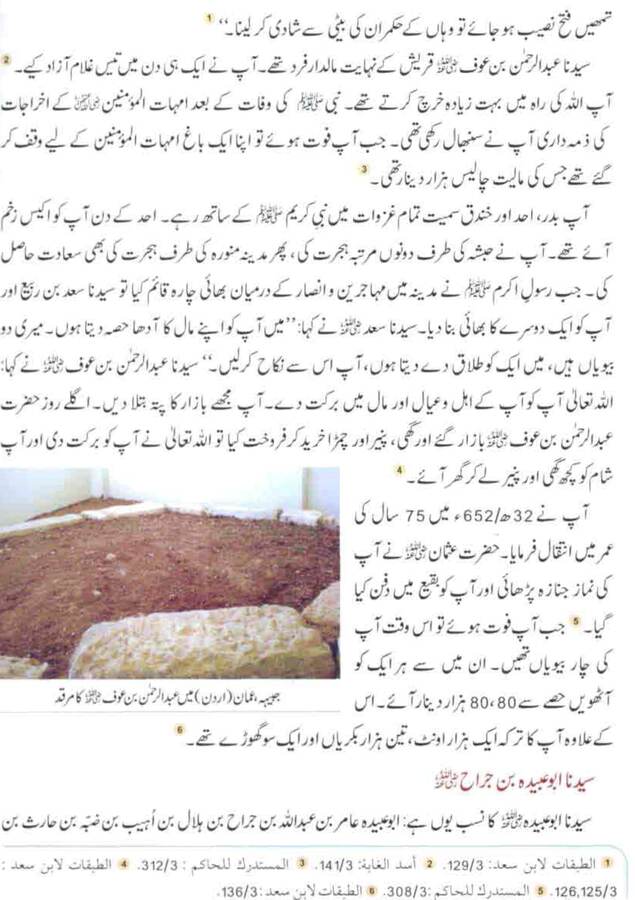 تمھیں فتح نصیب ہو جائے تو وہاں کے حکمران کی بیٹی سے شادی کر لینا۔‘‘ 1
سیدنا عبدالرحمٰن بن عوف رضی اللہ عنہ قریش کے نہایت مالدار فرد تھے۔ آپ نے ایک ہی دن میں تیس غلام آزاد کیے۔ 2
آپ اللہ کی راہ میں بہت زیادہ خرچ کرتے تھے۔ نبی ﷺ کی وفات کے بعد امہات المؤمنین رضی اللہ عنہن کے اخراجات
کی ذمہ داری آپ نے سنبھال رکھی تھی۔ جب آپ فوت ہوئے تو اپنا ایک باغ امہات المؤمنین کے لیے وقف کر
گئے تھے جس کی مالیت چالیس ہزار دینار تھی۔ 3
آپ بدر، احد اور خندق سمیت تمام غزوات میں نبی کریم ﷺ کے ساتھ رہے۔ احد کے دن آپ کو اکیس زخم
آئے تھے۔ آپ نے حبشہ کی طرف دونوں مرتبہ ہجرت کی، پھر مدینہ منورہ کی طرف ہجرت کی بھی سعادت حاصل
کی۔ جب رسول اکرم ﷺ نے مدینہ میں مہاجرین و انصار کے درمیان بھائی چارہ قائم کیا تو سیدنا سعد بن ربیع اور
آپ کو ایک دوسرے کا بھائی بنا دیا۔ سیدنا سعد رضی اللہ عنہ نے کہا: ’’میں آپ کو اپنے مال کا آدھا حصہ دیتا ہوں۔ میری دو
بیویاں ہیں، میں ایک کو طلاق دے دیتا ہوں، آپ اس سے نکاح کر لیں۔‘‘ سیدنا عبدالرحمٰن بن عوف رضی اللہ عنہ نے کہا:
اللہ تعالیٰ آپ کو آپ کے اہل و عیال اور مال میں برکت دے۔ آپ مجھے بازار کا پتہ بتلا دیں۔ اگلے روز حضرت
عبدالرحمٰن بن عوف رضی اللہ عنہ بازار گئے اور گھی، پنیر اور چمڑا خرید کر فروخت کیا تو اللہ تعالیٰ نے آپ کو برکت دی اور آپ
شام کو کچھ گھی اور پنیر لے کر گھر آئے۔ 4
آپ نے 32ھ/652ء میں 75 سال کی
عمر میں انتقال فرمایا۔ حضرت عثمان رضی اللہ عنہ نے آپ
کی نماز جنازہ پڑھائی اور آپ کو بقیع میں دفن کیا
گیا۔ 5 جب آپ فوت ہوئے تو اس وقت آپ
کی چار بیویاں تھیں۔ ان میں سے ہر ایک کو
آٹھویں حصے سے 80،80 ہزار دینار آئے۔ اس
کے علاوہ آپ کا ترکہ ایک ہزار اونٹ، تین ہزار بکریاں اور ایک سو گھوڑے تھے۔ 6
جوبیہہ، عمان (اردن) میں عبدالرحمٰن بن عوف رضی اللہ عنہ کا مرقد
سیدنا ابوعبیدہ بن جراح رضی اللہ عنہ
سیدنا ابوعبیدہ رضی اللہ عنہ کا نسب یوں ہے: ابوعبیدہ عامر بن عبداللہ بن جراح بن ہلال بن اُہیب بن ضبّہ بن حارث بن
1 الطبقات لابن سعد: 129/3. 2 أسد الغابة: 141/3. 3 المستدرك للحاكم: 312/3. 4 الطبقات لابن سعد:
126,125/3. 5 المستدرك للحاكم: 308/3. 6 الطبقات لابن سعد: 136/3.